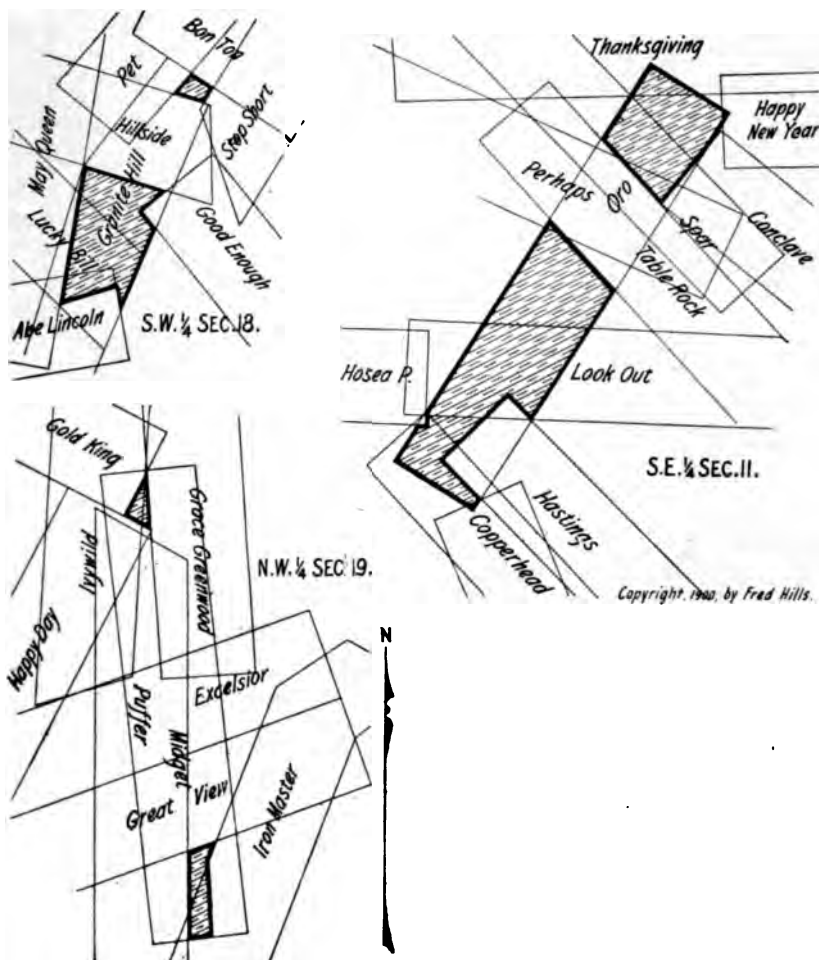 Bon Ton
Pet
Hillside
Stop Short
May Queen
Granite Hill
Lucky Bill
Good Enough
Abe Lincoln
S.W. ¼ SEC. 18.
Thanksgiving
Happy
New Year
Perhaps
Oro
Spar
Conclave
Table Rock
Hosea P.
Look Out
S.E. ¼ SEC. 11.
Hastings
Copperhead
Copyright, 1900, by Fred Hills.
Gold King
Grace Greenwood
Ivywild
N.W. ¼ SEC 19.
Happy Day
Excelsior
Puffer
Midget
Great View
Iron Master
N